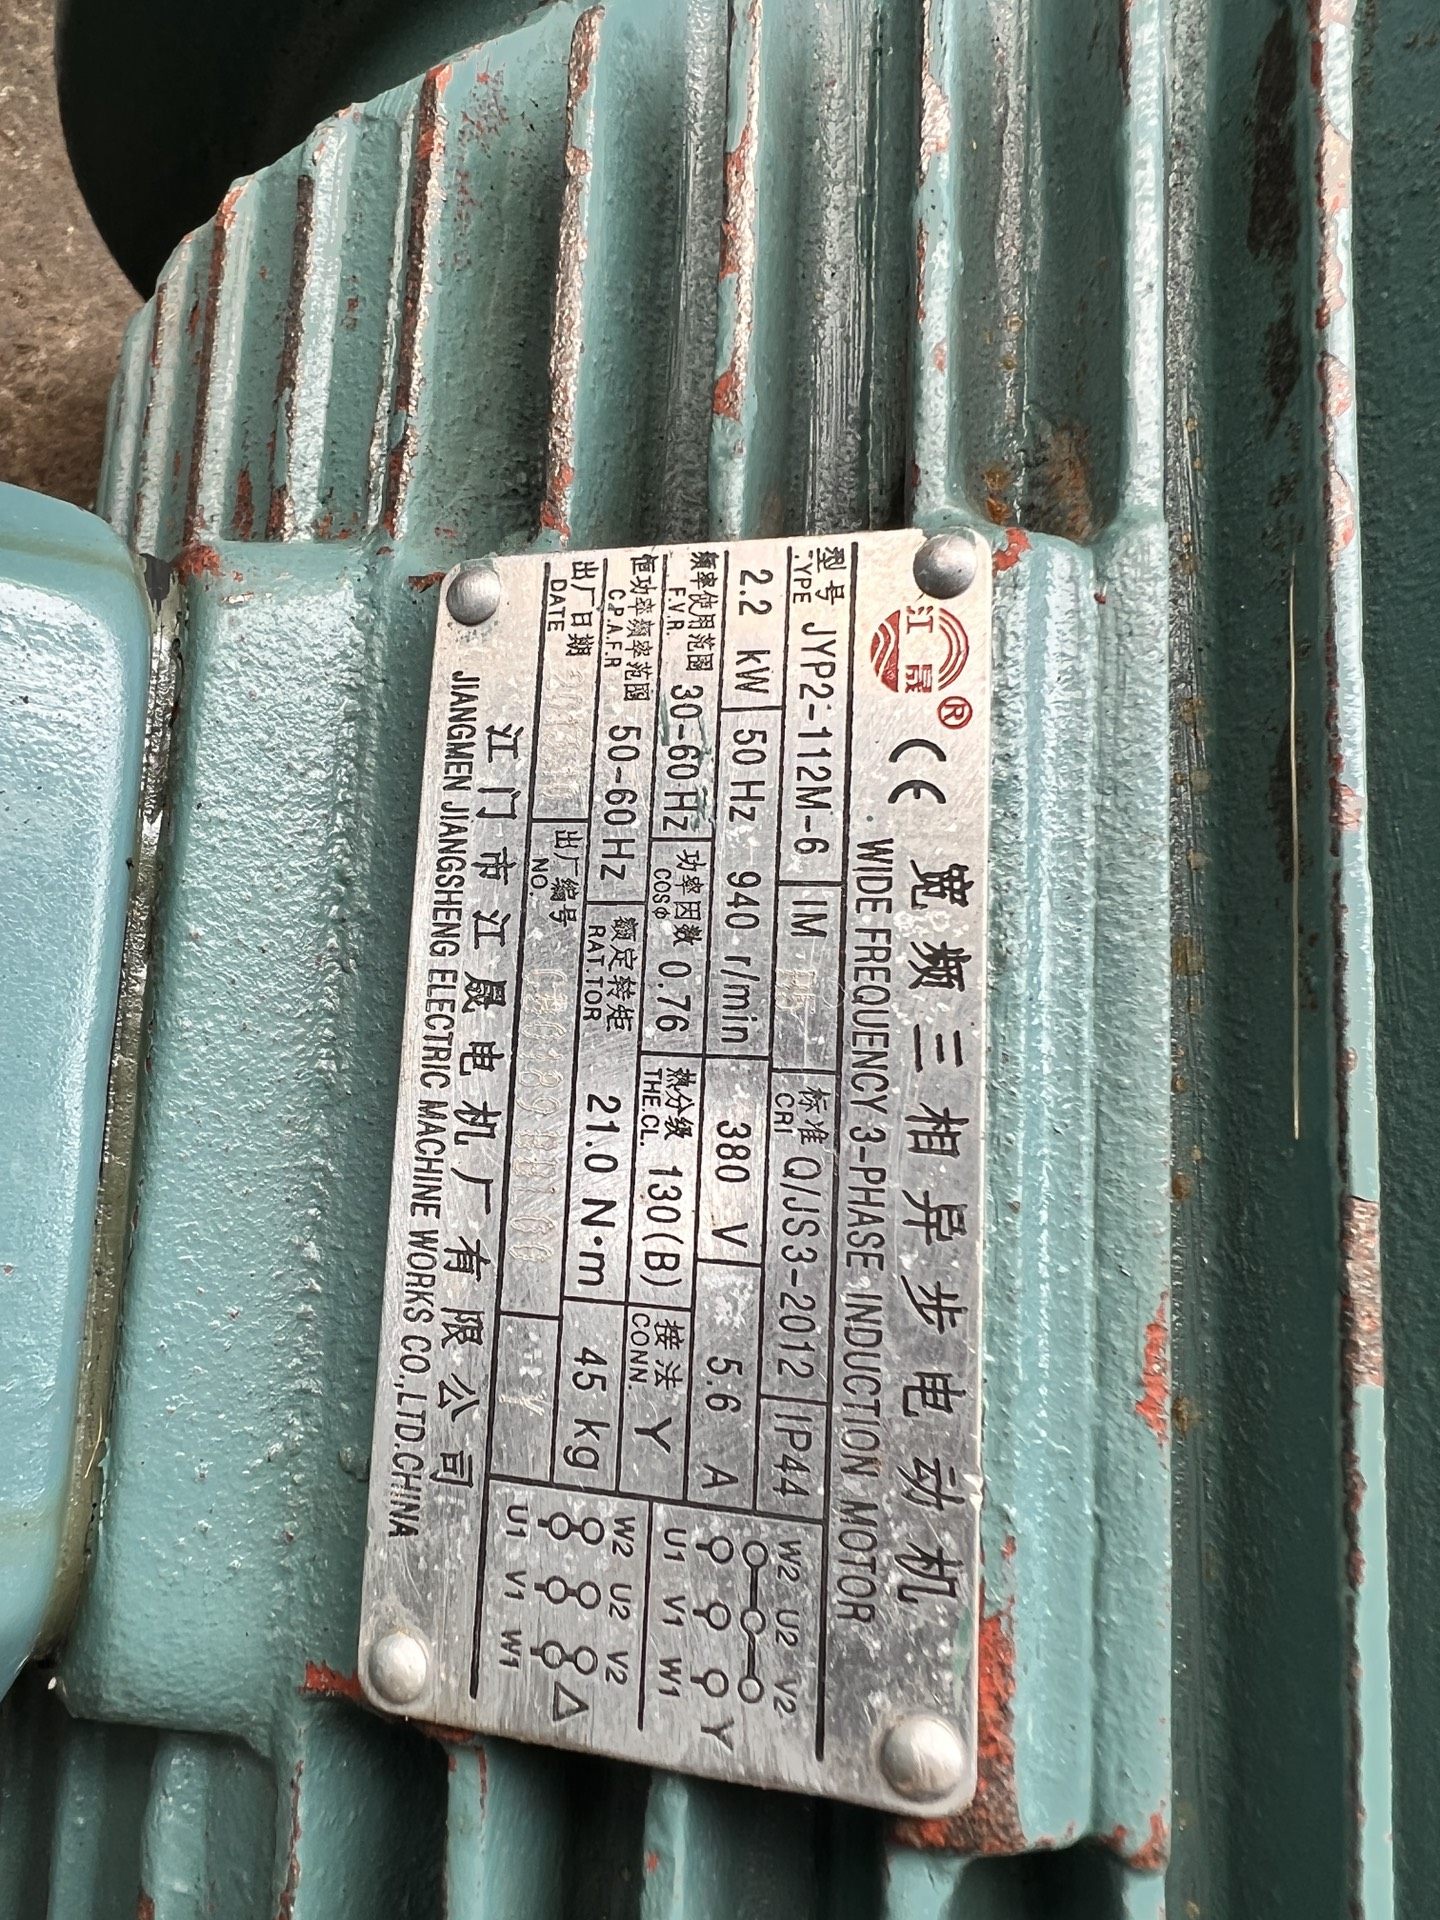 江晟 ® CE 宽频三相异步电动机
WIDE-FREQUENCY 3-PHASE INDUCTION MOTOR
型号 TYPE JYP2-112M-6 IM 标准 CRI Q/JS3-2012 IP44
2.2 kW 50 Hz 940 r/min 380 V 5.6 A
频率使用范围 F.V.R. 30-60 Hz 功率因数 COSΦ 0.76 热分级 THE.CL. 130(B) 接法 CONN. Y
恒功率频率范围 C.P.A.F.R 50-60 Hz 额定转矩 RAT.TOR 21.0 N·m 45 kg
出厂日期 DATE 出厂编号 NO.
W2 U2 V2
U1 V1 W1 Y
W2 U2 V2
U1 V1 W1 △
江门市江晟电机厂有限公司
JIANGMEN JIANGSHENG ELECTRIC MACHINE WORKS CO.,LTD.CHINA